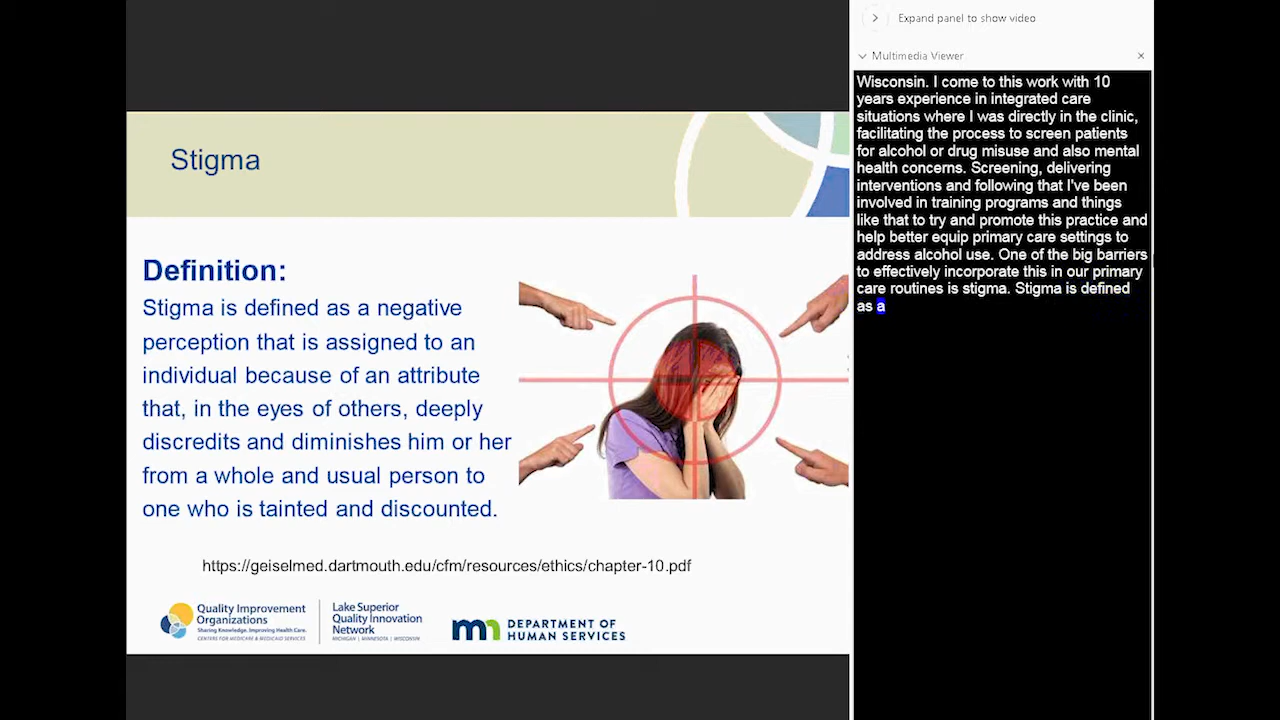 Stigma
Definition:
Stigma is defined as a negative
perception that is assigned to an
individual because of an attribute
that, in the eyes of others, deeply
discredits and diminishes him or her
from a whole and usual person to
one who is tainted and discounted.
https://geiselmed.dartmouth.edu/cfm/resources/ethics/chapter-10.pdf
Quality Improvement
Organizations
Sharing Knowledge. Improving Health Care.
CENTERS FOR MEDICARE & MEDICAID SERVICES
Lake Superior
Quality Innovation
Network
MICHIGAN | MINNESOTA | WISCONSIN
mn DEPARTMENT OF
HUMAN SERVICES
Expand panel to show video
Multimedia Viewer
Wisconsin. I come to this work with 10
years experience in integrated care
situations where I was directly in the clinic,
facilitating the process to screen patients
for alcohol or drug misuse and also mental
health concerns. Screening, delivering
interventions and following that I've been
involved in training programs and things
like that to try and promote this practice and
help better equip primary care settings to
address alcohol use. One of the big barriers
to effectively incorporate this in our primary
care routines is stigma. Stigma is defined
as a